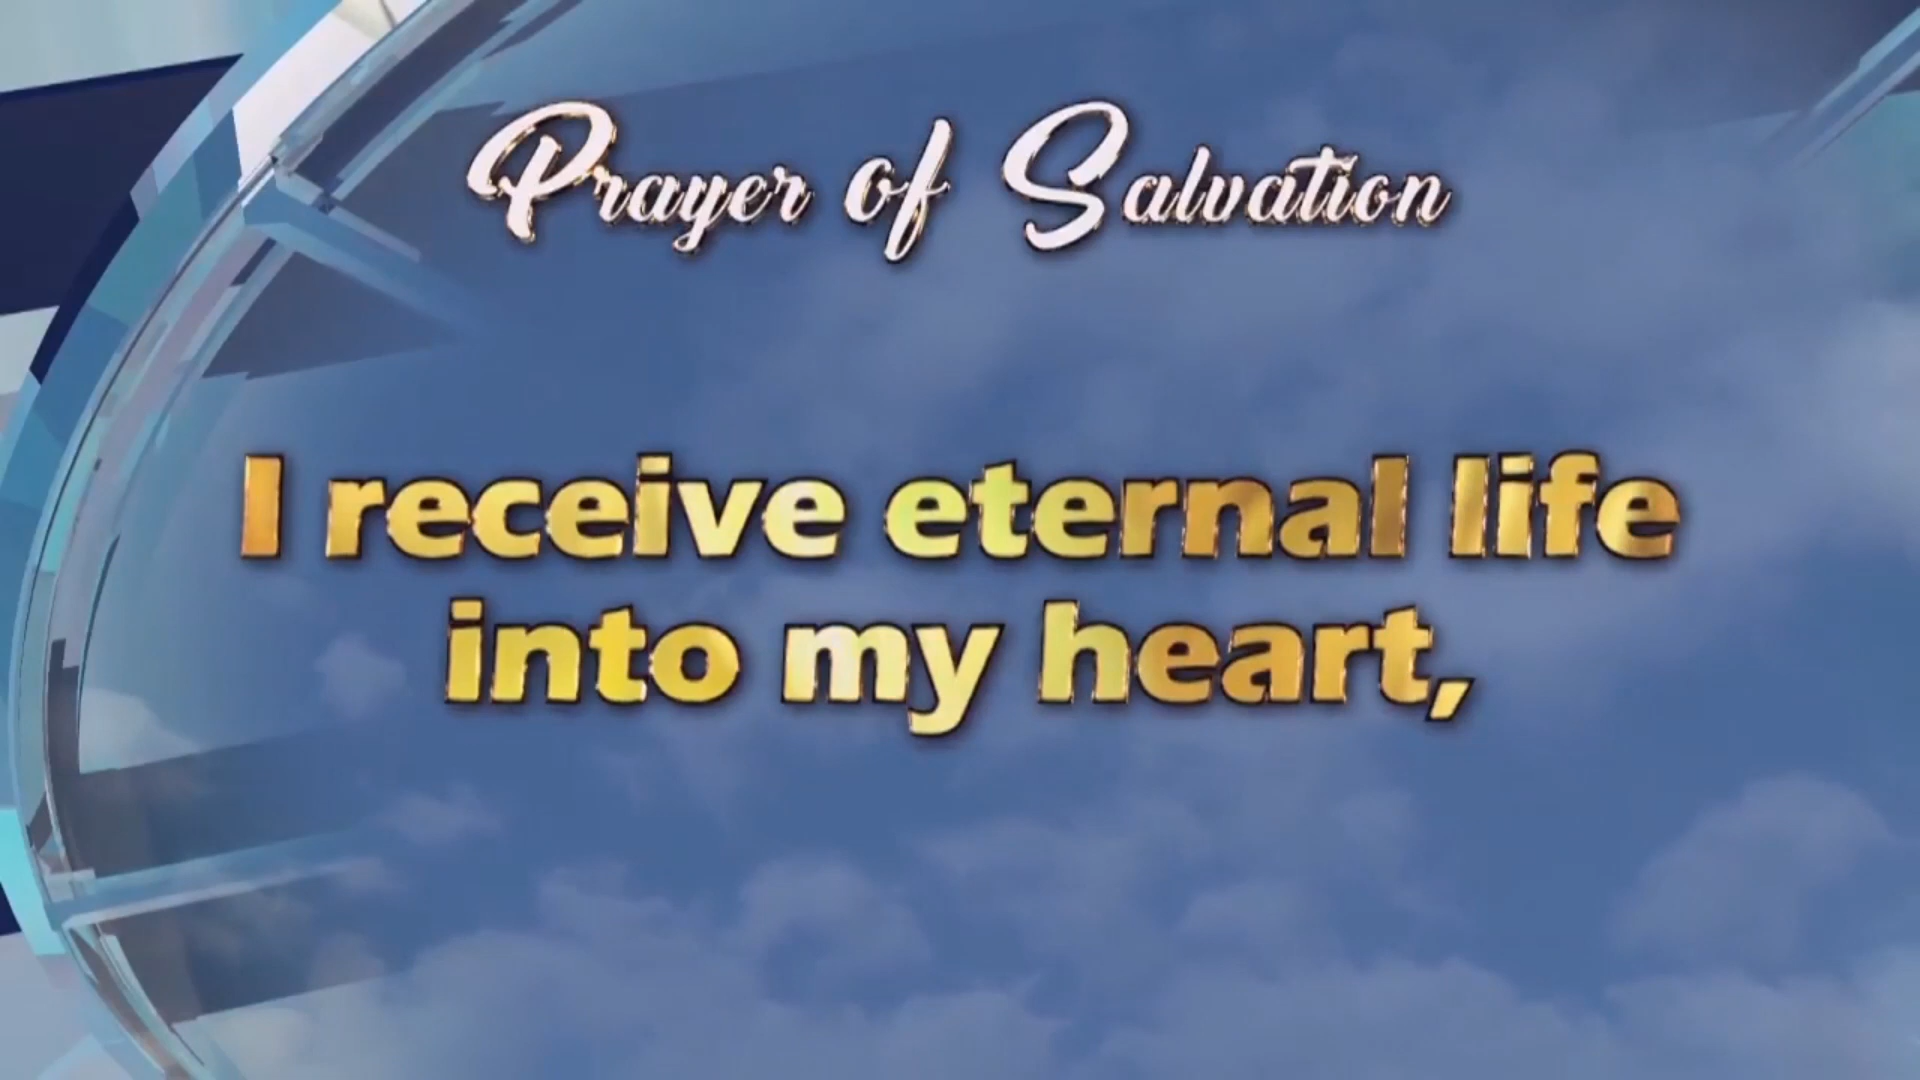 Prayer of Salvation
I receive eternal life
into my heart,